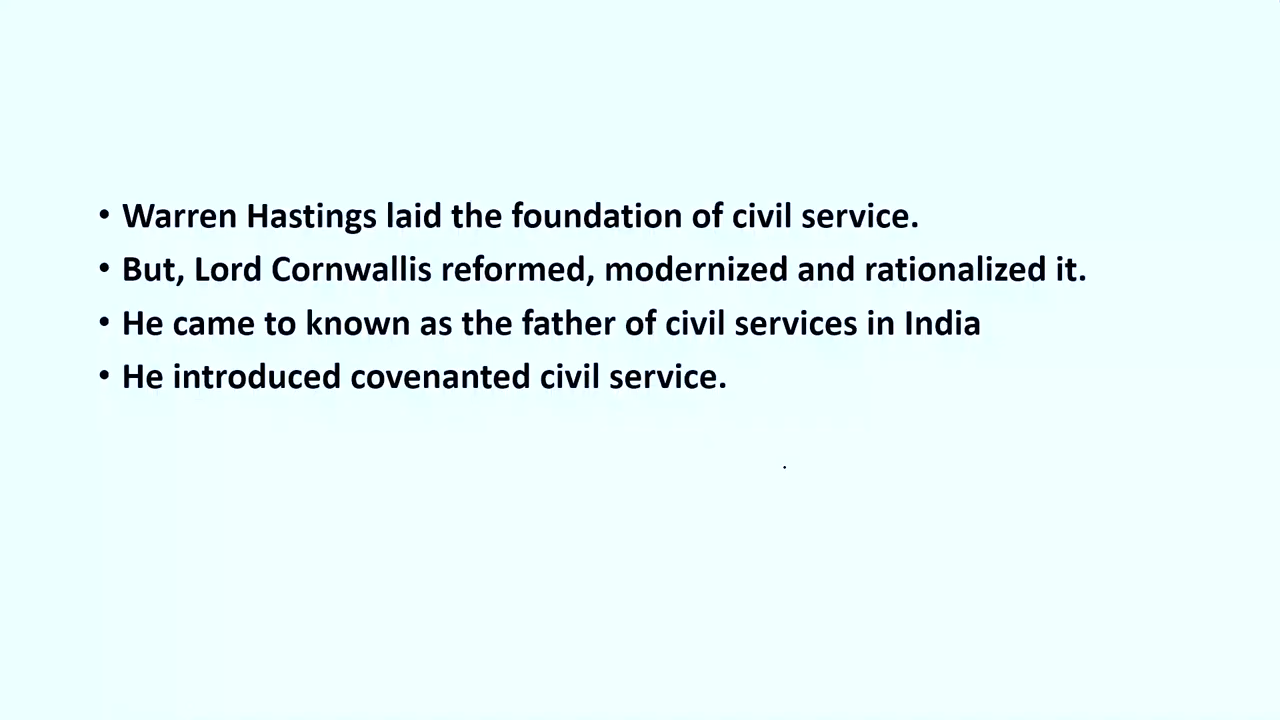 • Warren Hastings laid the foundation of civil service.
• But, Lord Cornwallis reformed, modernized and rationalized it.
• He came to known as the father of civil services in India
• He introduced covenanted civil service.